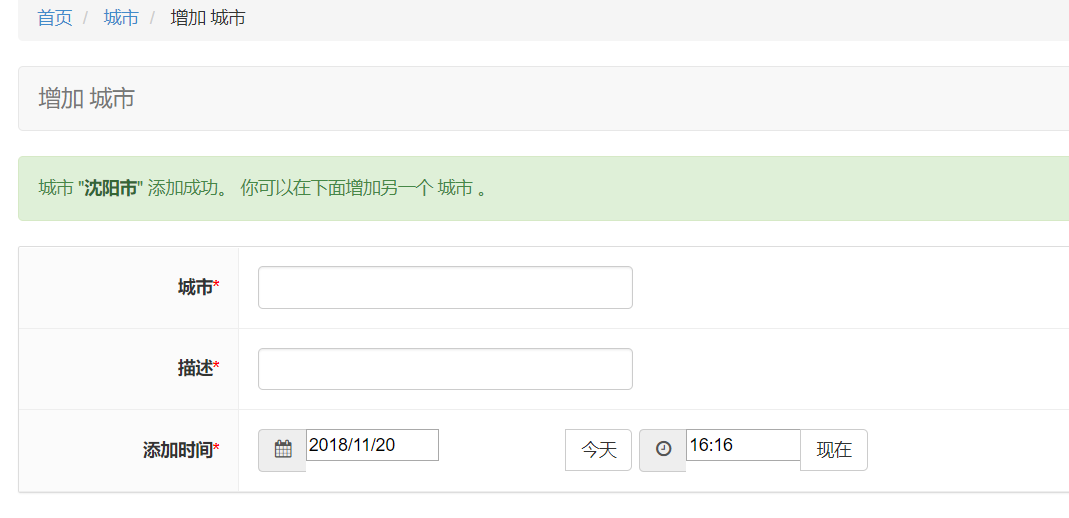 首页 / 城市 / 增加 城市
增加 城市
城市 "沈阳市" 添加成功。 你可以在下面增加另一个 城市 。
城市*
描述*
添加时间* 2018/11/20 今天 16:16 现在